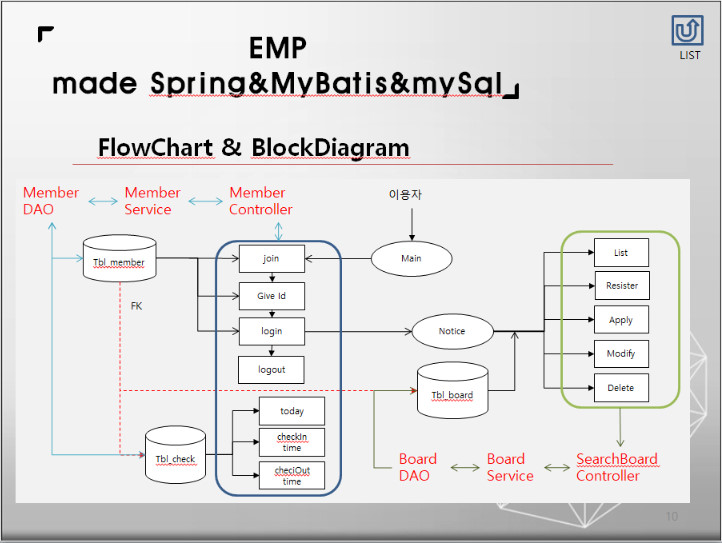 EMP
made Spring&MyBatis&mySql
LIST
FlowChart & BlockDiagram
Member
DAO
Member
Service
Member
Controller
이용자
Tbl_member
join
Main
List
Give Id
Resister
FK
login
Notice
Apply
logout
Modify
Tbl_board
Delete
today
Tbl_check
checkIn
time
checiOut
time
Board
DAO
Board
Service
SearchBoard
Controller
10